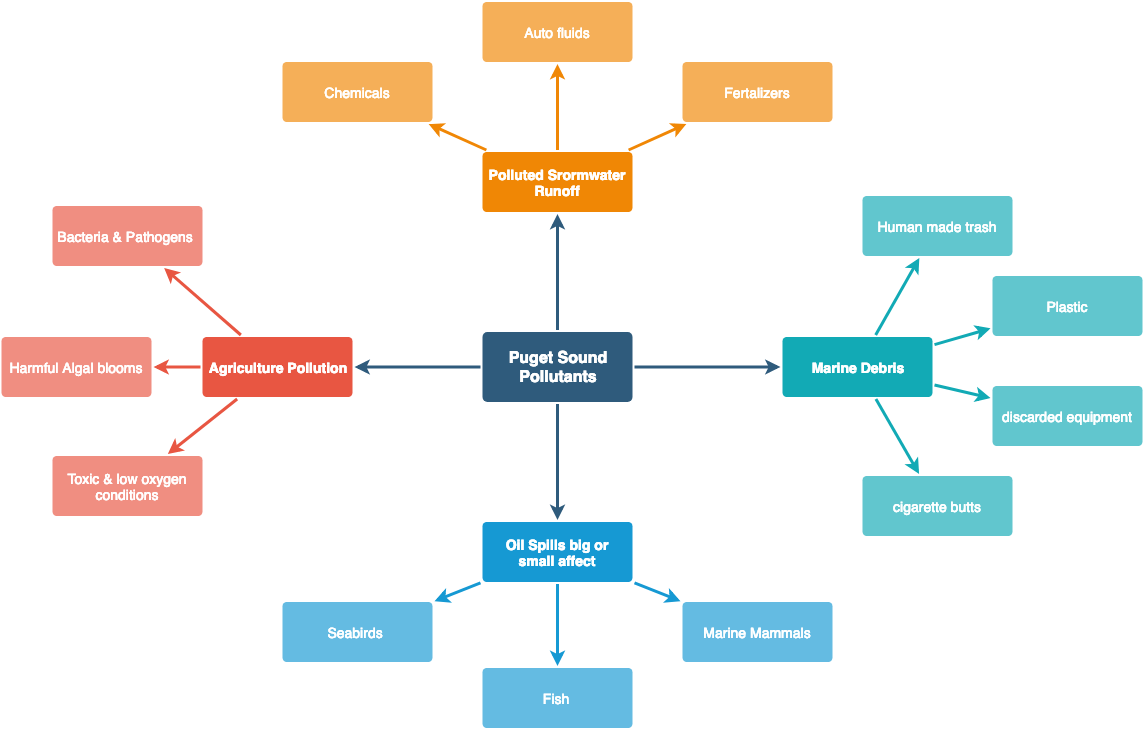 Auto fluids
Chemicals
Fertalizers
Polluted Srormwater
Runoff
Bacteria & Pathogens
Human made trash
Plastic
Harmful Algal blooms
Agriculture Pollution
Puget Sound
Pollutants
Marine Debris
discarded equipment
Toxic & low oxygen
conditions
cigarette butts
Oil Spills big or
small affect
Seabirds
Marine Mammals
Fish